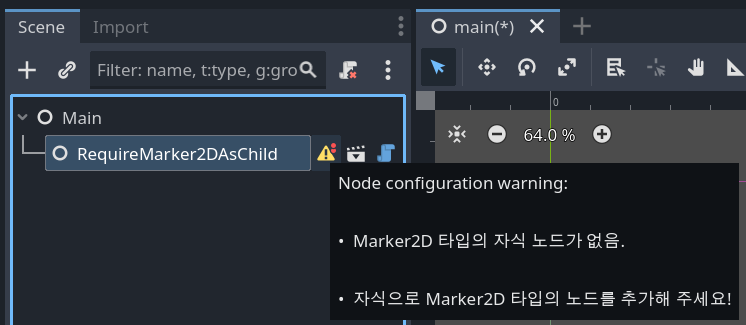 Scene
Import
main(*)
Filter: name, t:type, g:gro
0
Main
64.0 %
RequireMarker2DAsChild
Node configuration warning:
• Marker2D 타입의 자식 노드가 없음.
• 자식으로 Marker2D 타입의 노드를 추가해 주세요!